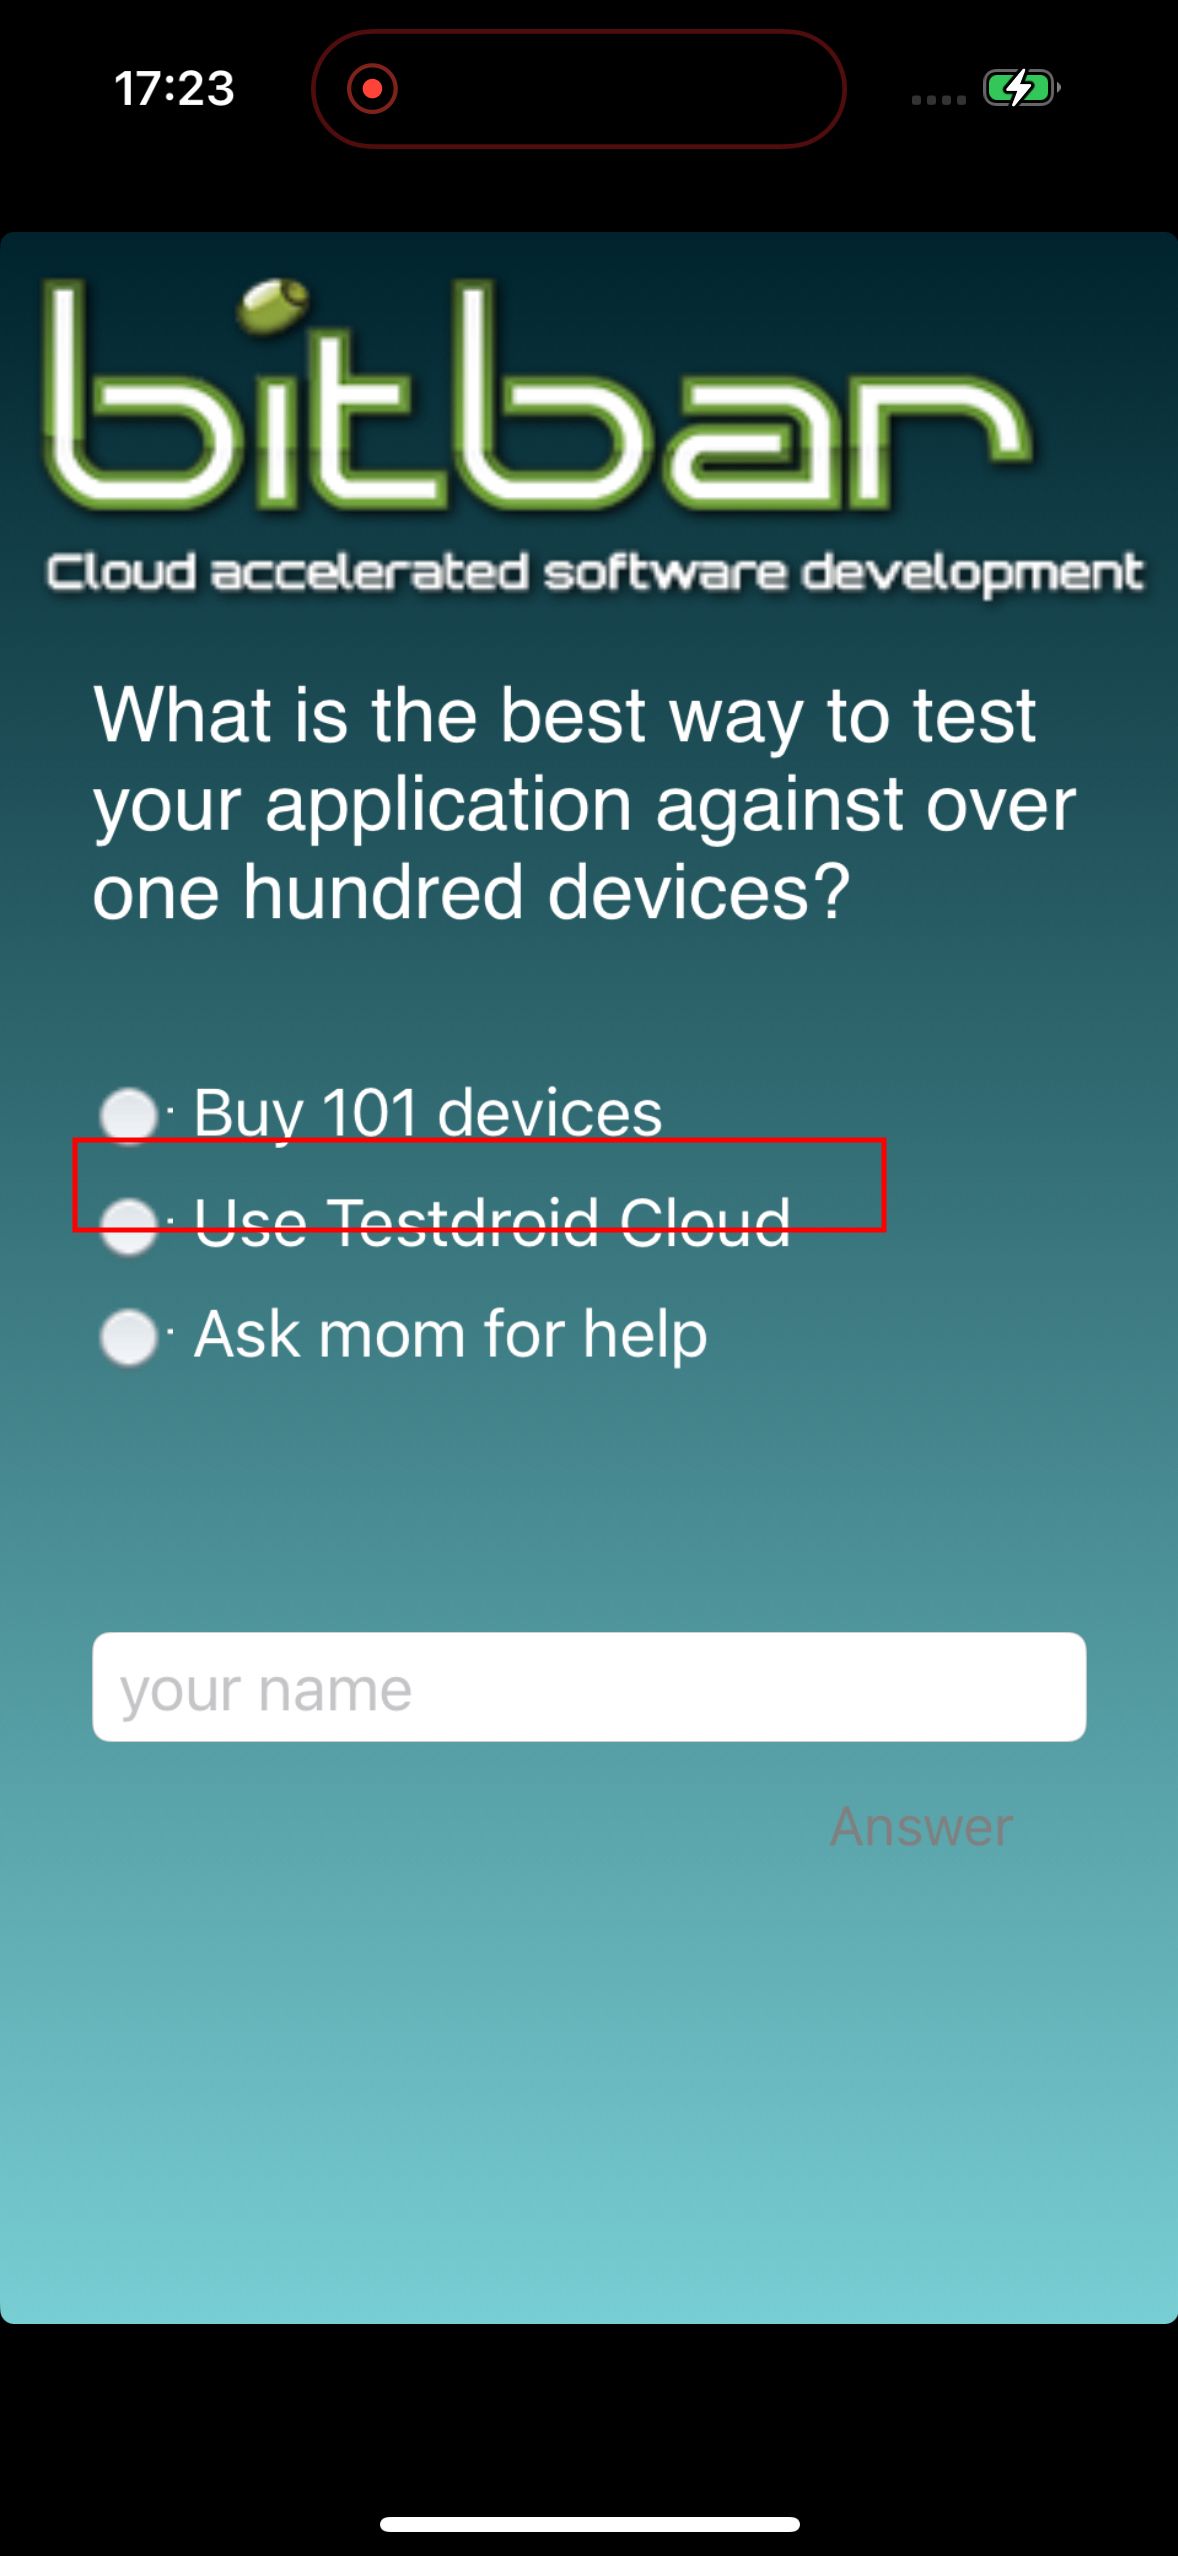 17:23
bitbar
Cloud accelerated software development
What is the best way to test
your application against over
one hundred devices?
Buy 101 devices
Use Testdroid Cloud
Ask mom for help
your name
Answer